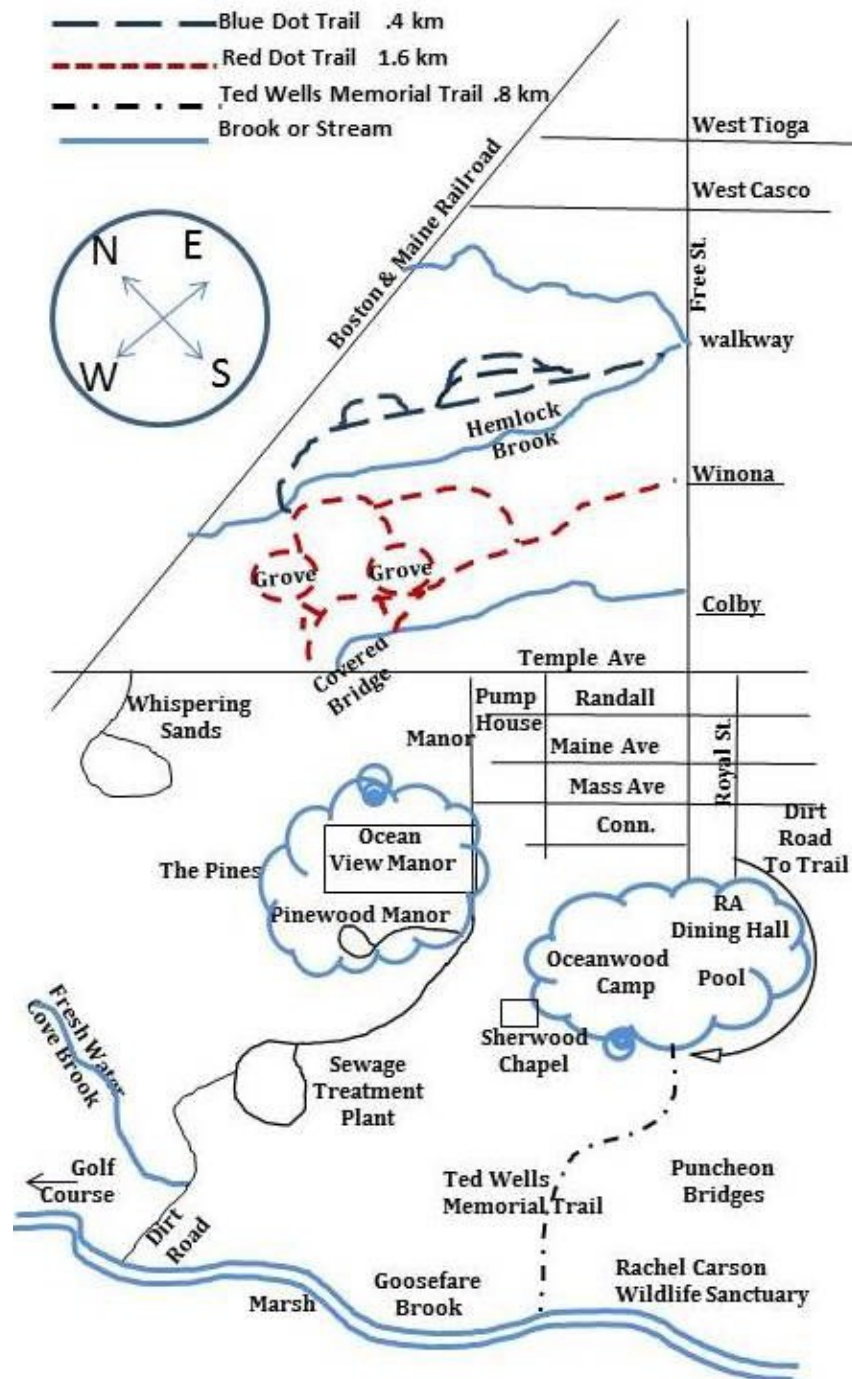 Blue Dot Trail .4 km
Red Dot Trail 1.6 km
Ted Wells Memorial Trail .8 km
Brook or Stream
West Tioga
West Casco
Boston & Maine Railroad
Free St.
N E
W S
walkway
Hemlock
Brook
Winona
Grove
Grove
Colby
Temple Ave
Covered
Bridge
Whispering
Sands
Pump
House
Randall
Manor
Maine Ave
Royal St.
Mass Ave
Conn.
Dirt
Road
To Trail
The Pines
Ocean
View Manor
Pinewood Manor
RA
Dining Hall
Oceanwood
Camp
Pool
Sherwood
Chapel
Fresh Water
Cove Brook
Sewage
Treatment
Plant
Golf
Course
Dirt
Road
Ted Wells
Memorial Trail
Puncheon
Bridges
Marsh
Goosefare
Brook
Rachel Carson
Wildlife Sanctuary